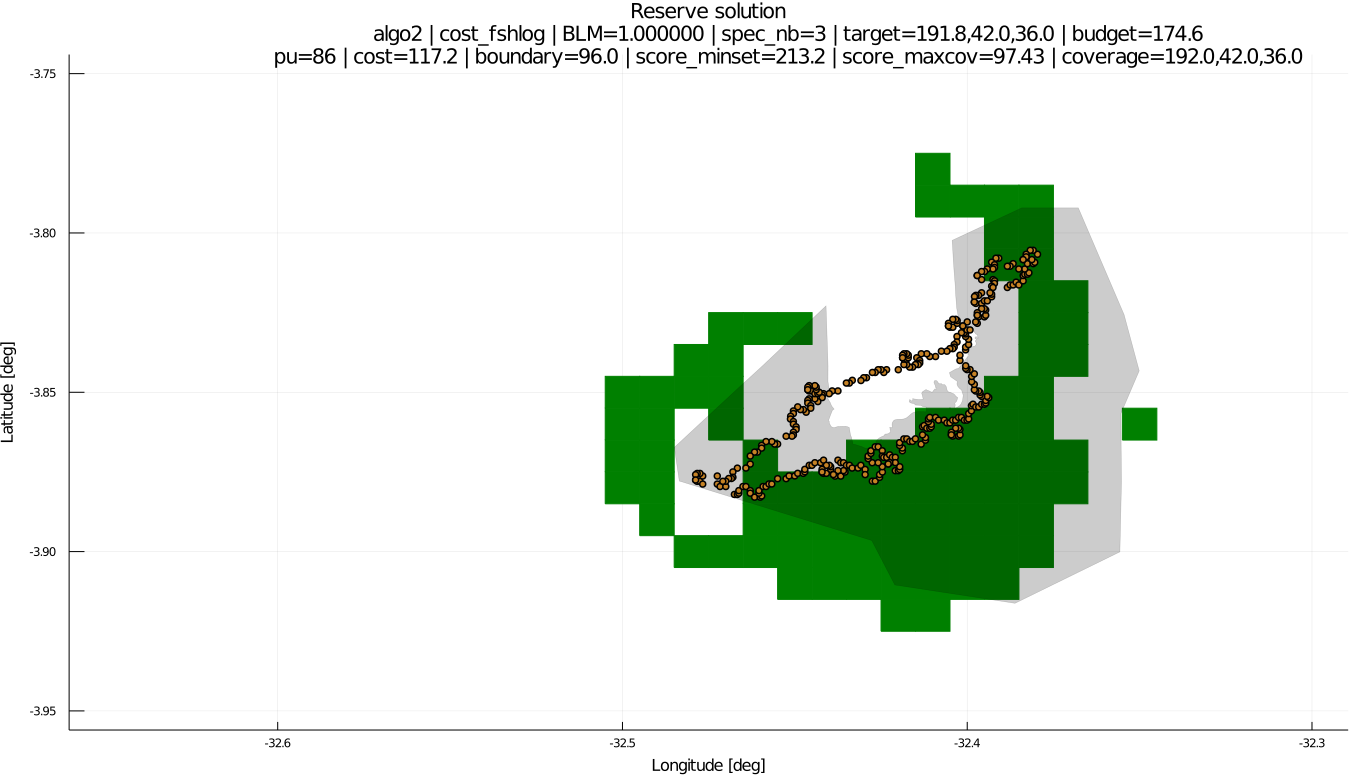 Reserve solution
algo2 | cost_fshlog | BLM=1.000000 | spec_nb=3 | target=191.8,42.0,36.0 | budget=174.6
pu=86 | cost=117.2 | boundary=96.0 | score_minset=213.2 | score_maxcov=97.43 | coverage=192.0,42.0,36.0
-3.75
-3.80
-3.85
-3.90
-3.95
Latitude [deg]
-32.6
-32.5
-32.4
-32.3
Longitude [deg]